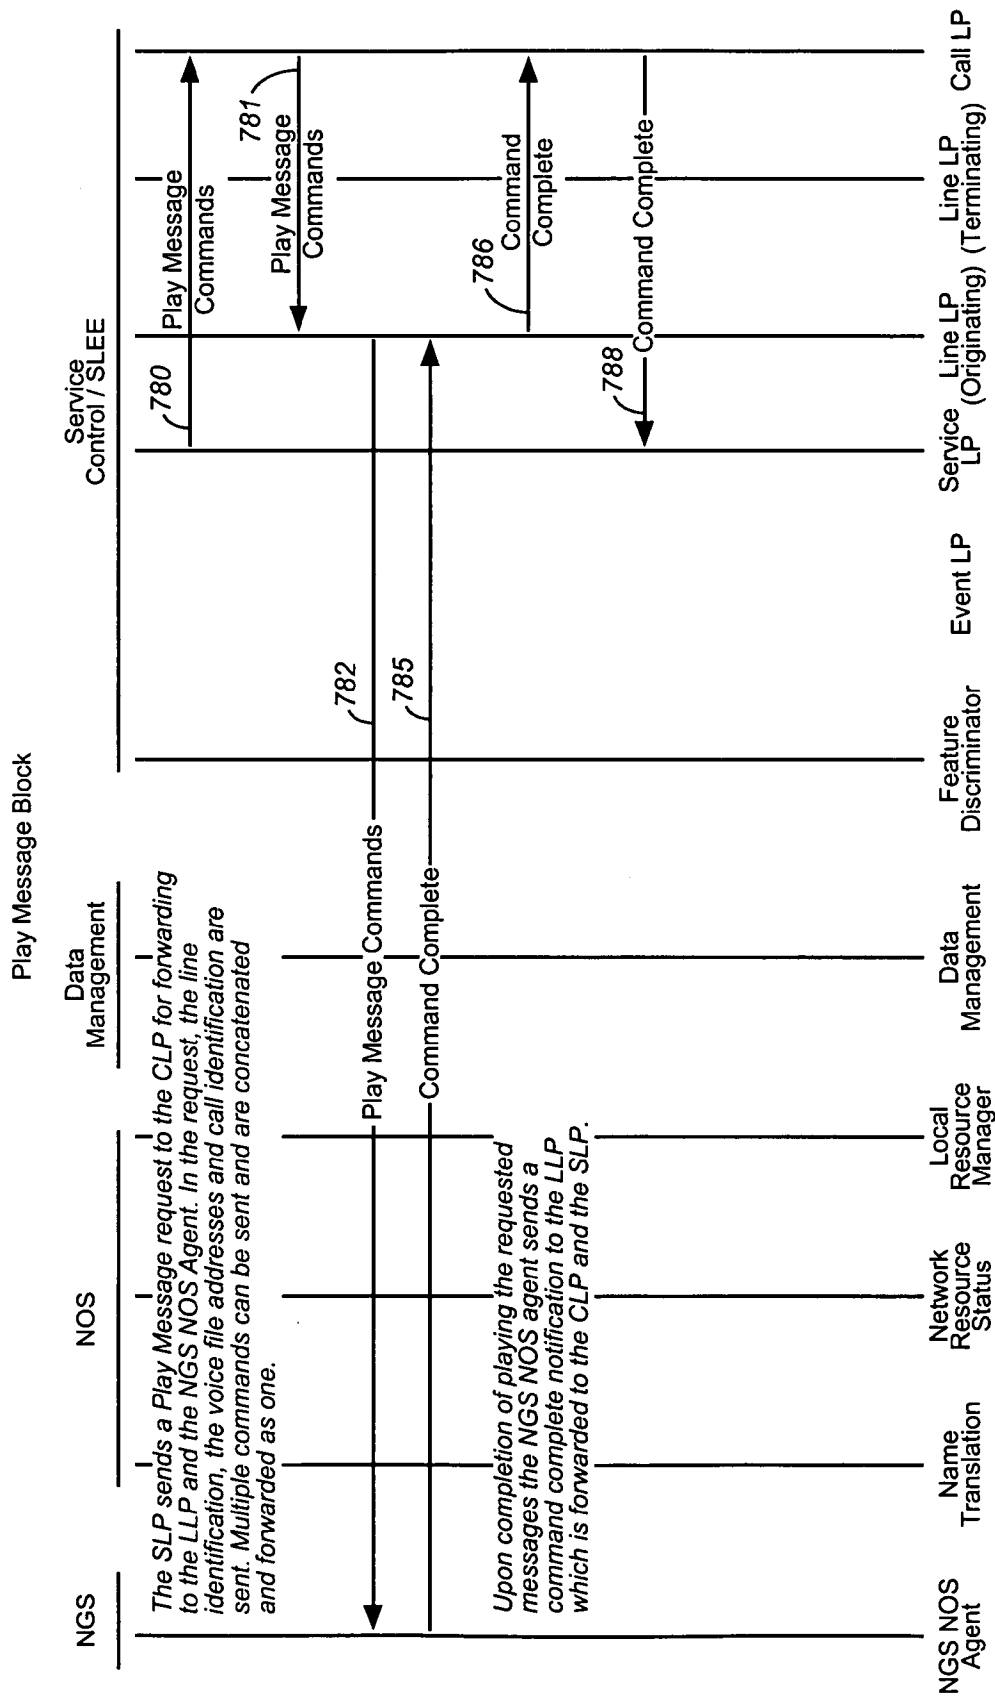 Play Message Block
NGS
NOS
Data
Management
Service
Control / SLEE
The SLP sends a Play Message request to the CLP for forwarding
to the LLP and the NGS NOS Agent. In the request, the line
identification, the voice file addresses and call identification are
sent. Multiple commands can be sent and are concatenated
and forwarded as one.
780
Play Message
Commands
781
Play Message
Commands
782
Play Message Commands
785
Command Complete
Upon completion of playing the requested
messages the NGS NOS agent sends a
command complete notification to the LLP
which is forwarded to the CLP and the SLP.
786
Command
Complete
788
Command Complete
NGS NOS
Agent
Name
Translation
Network
Resource
Status
Local
Resource
Manager
Data
Management
Feature
Discriminator
Event LP
Service
LP
Line LP
(Originating)
Line LP
(Terminating)
Call LP